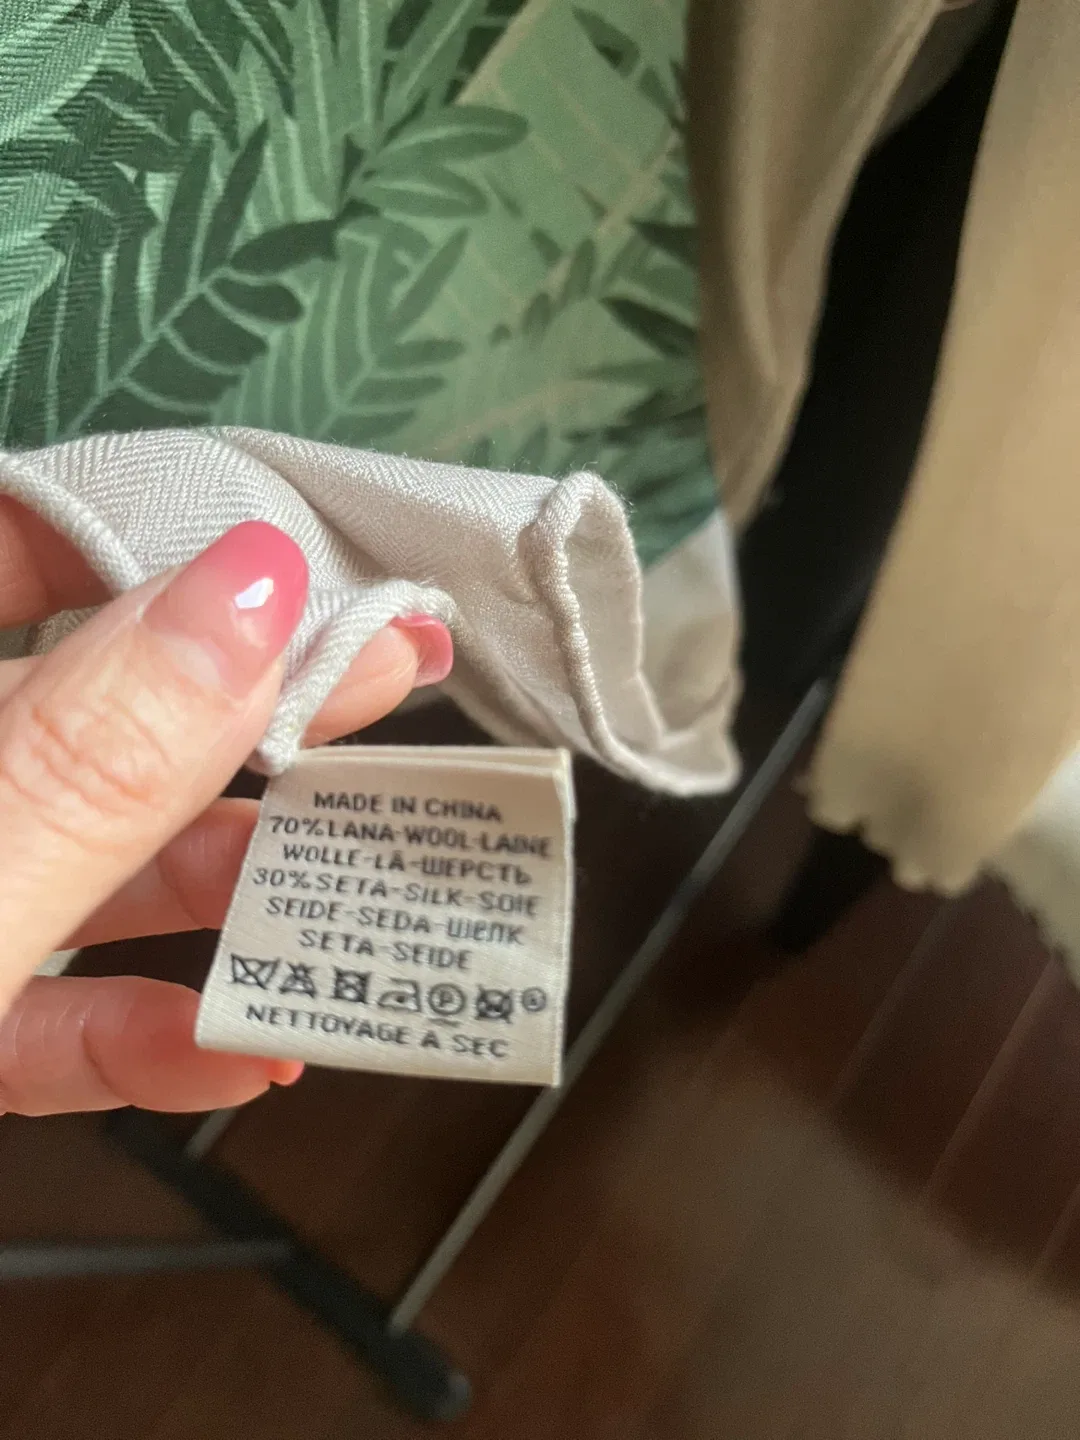 MADE IN CHINA
70%LANA-WOOL-LAINE
WOLLE-LÃ-ШЕРСТЬ
30%SETA-SILK-SOIE
SEIDE-SEDA-Шелк
SETA-SEIDE
P
NETTOYAGE A SEC